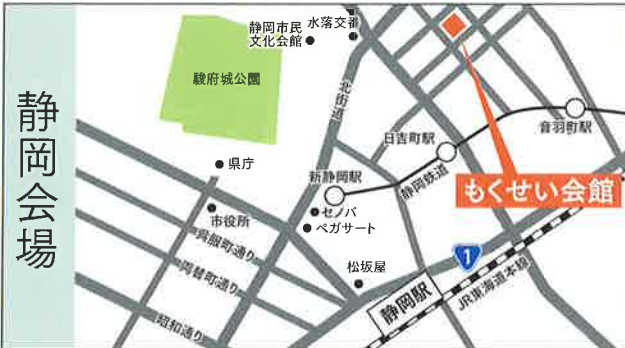 静岡会場
静岡市民
文化会館
水落交番
駿府城公園
北街道
日吉町駅
音羽町駅
県庁
新静岡駅
静岡鉄道
もくせい会館
セノバ
ペガサート
市役所
呉服町通り
両替町通り
昭和通り
松坂屋
静岡駅
1
JR東海道本線